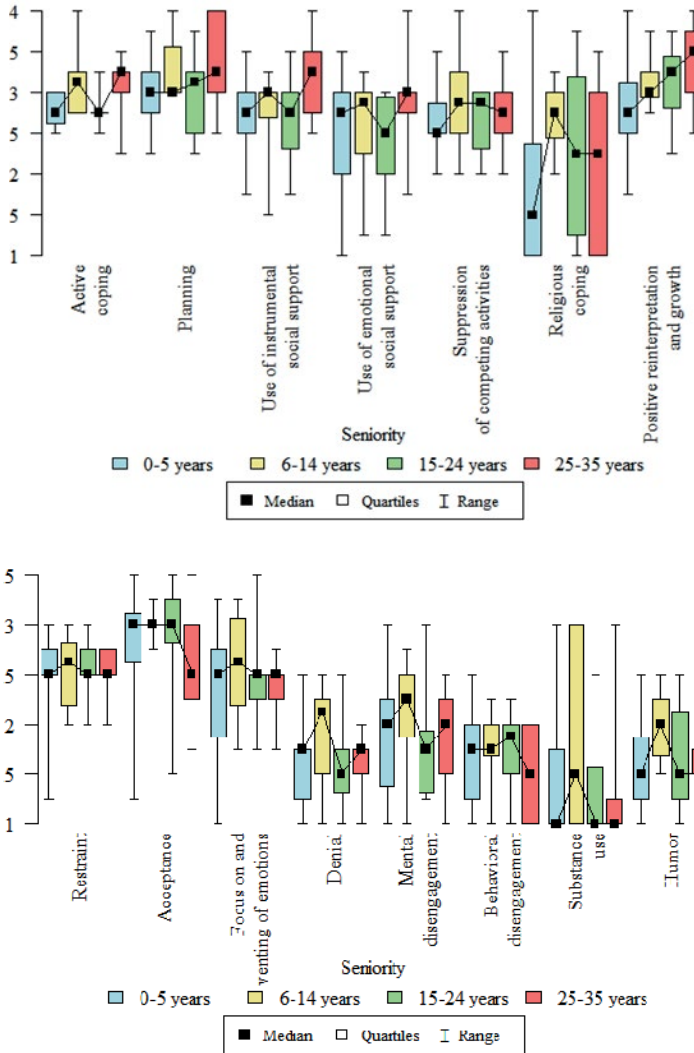 4
5
3
5
2
5
1
Active
coping
Planning
Use of instrumental
social support
Use of emotional
social support
Suppression
of competing activities
Religious
coping
Positive reinterpretation
and growth
Seniority
0-5 years
6-14 years
15-24 years
25-35 years
Median
Quartiles
Range
5
3
5
2
5
1
Restraint
Acceptance
Focus on and
venting of emotions
Denial
Mental
disengagement
Behavioral
disengagement
Substance
use
Humor
Seniority
0-5 years
6-14 years
15-24 years
25-35 years
Median
Quartiles
Range